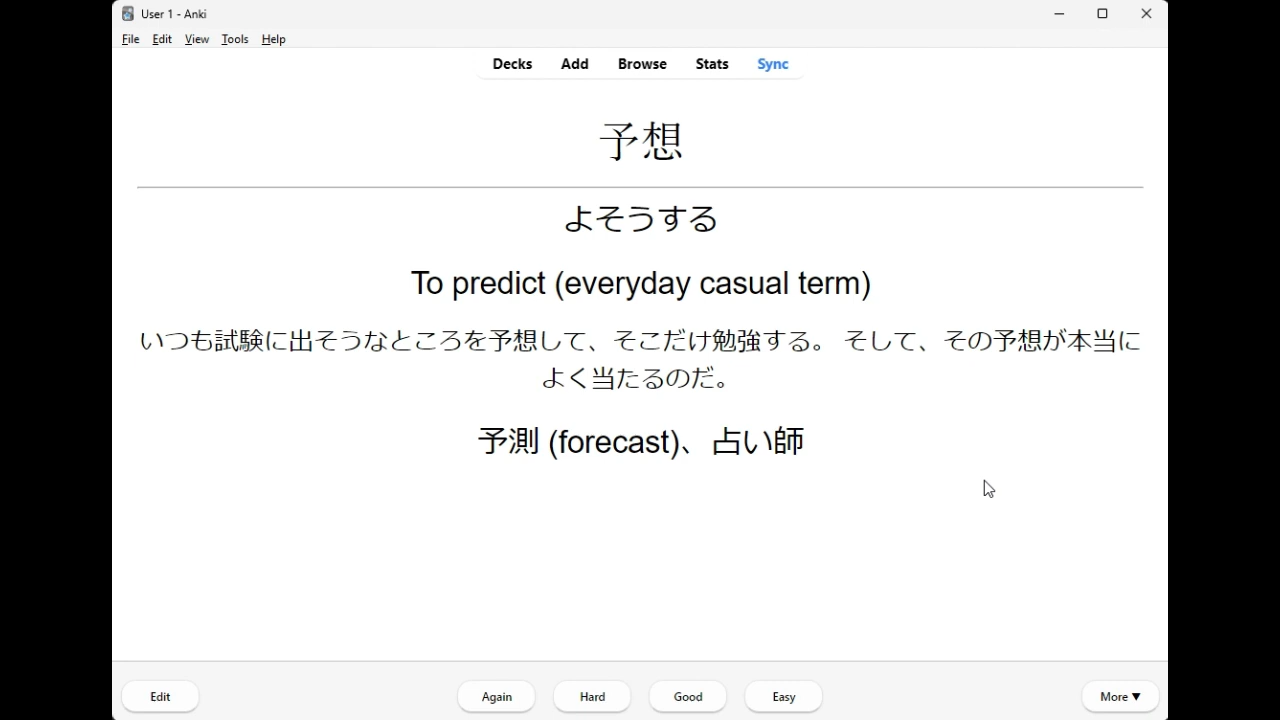 User 1 - Anki
File Edit View Tools Help
Decks Add Browse Stats Sync
予想
よそうする
To predict (everyday casual term)
いつも試験に出そうなところを予想して、そこだけ勉強する。 そして、その予想が本当に
よく当たるのだ。
予測 (forecast)、占い師
Edit Again Hard Good Easy More ▼